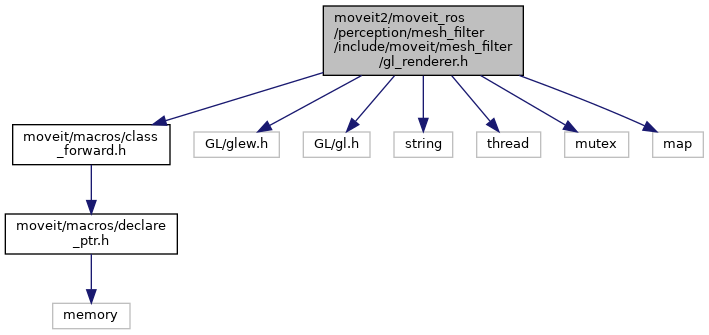 moveit2/moveit_ros
/perception/mesh_filter
/include/moveit/mesh_filter
/gl_renderer.h
moveit/macros/class
_forward.h
GL/glew.h
GL/gl.h
string
thread
mutex
map
moveit/macros/declare
_ptr.h
memory